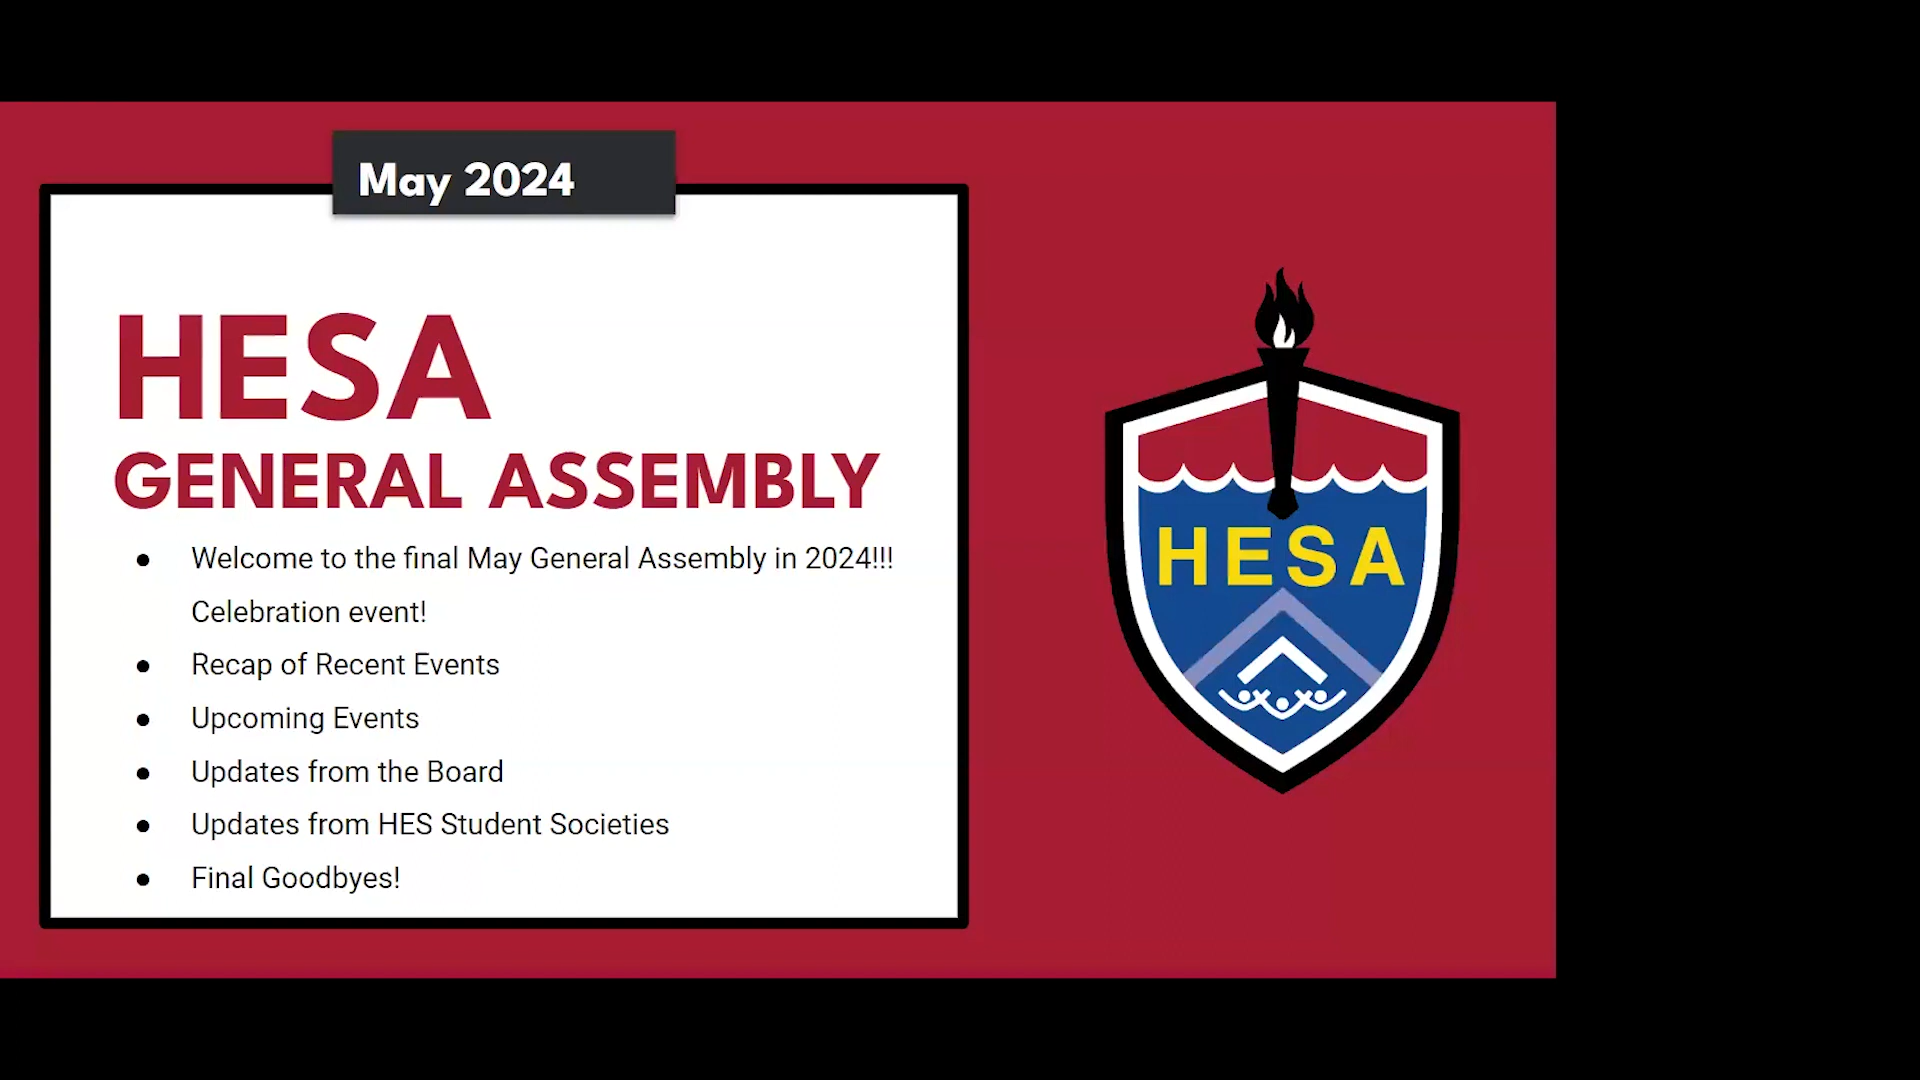 May 2024
HESA
GENERAL ASSEMBLY
● Welcome to the final May General Assembly in 2024!!!
Celebration event!
● Recap of Recent Events
● Upcoming Events
● Updates from the Board
● Updates from HES Student Societies
● Final Goodbyes!
HESA